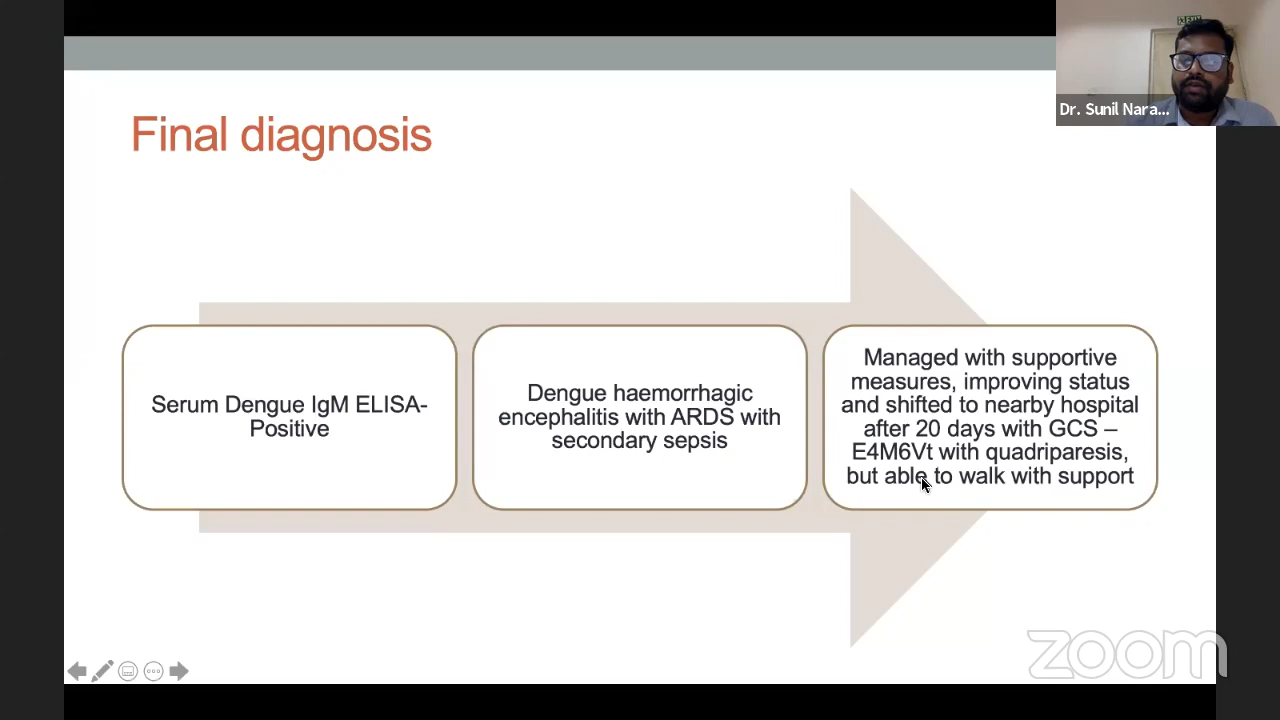 Dr. Sunil Nara...
Final diagnosis
Serum Dengue IgM ELISA-
Positive
Dengue haemorrhagic
encephalitis with ARDS with
secondary sepsis
Managed with supportive
measures, improving status
and shifted to nearby hospital
after 20 days with GCS –
E4M6Vt with quadriparesis,
but able to walk with support
zoom